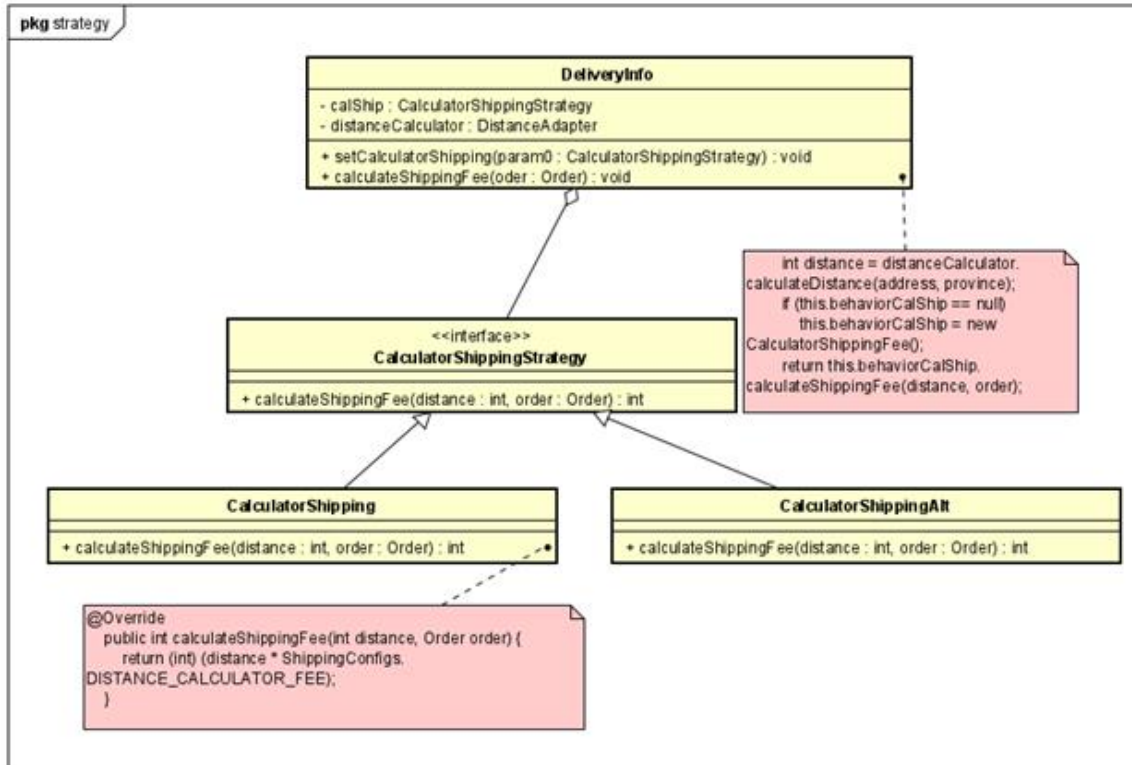 pkg strategy
DeliveryInfo
- calShip : CalculatorShippingStrategy
- distanceCalculator : DistanceAdapter
+ setCalculatorShipping(param0 : CalculatorShippingStrategy) : void
+ calculateShippingFee(oder : Order) : void
int distance = distanceCalculator.
calculateDistance(address, province);
if (this.behaviorCalShip == null)
this.behaviorCalShip = new
CalculatorShippingFee();
return this.behaviorCalShip.
calculateShippingFee(distance, order);
<<interface>>
CalculatorShippingStrategy
+ calculateShippingFee(distance : int, order : Order) : int
CalculatorShipping
+ calculateShippingFee(distance : int, order : Order) : int
CalculatorShippingAlt
+ calculateShippingFee(distance : int, order : Order) : int
@Override
public int calculateShippingFee(int distance, Order order) {
return (int) (distance * ShippingConfigs.
DISTANCE_CALCULATOR_FEE);
}